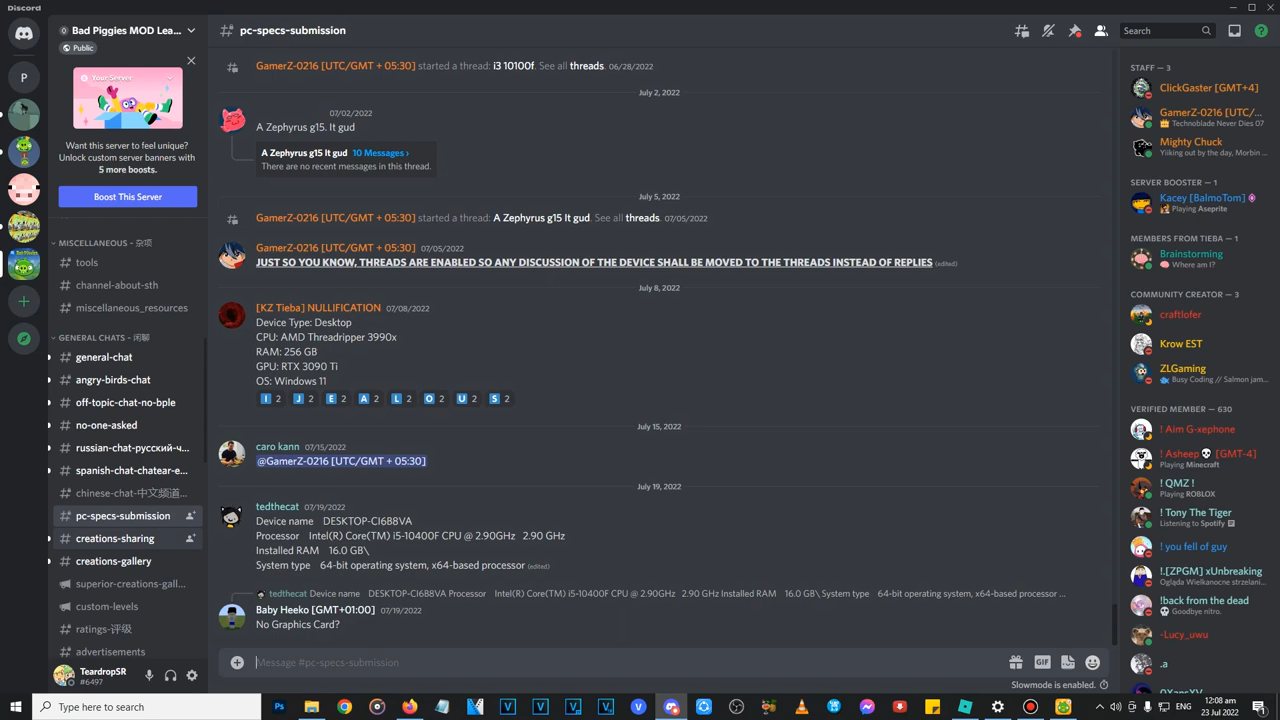 Discord
Bad Piggies MOD Lea...
Public
Your Server
Want this server to feel unique?
Unlock custom server banners with
5 more boosts.
Boost This Server
MISCELLANEOUS - 杂项
tools
channel-about-sth
miscellaneous_resources
GENERAL CHATS - 闲聊
general-chat
angry-birds-chat
off-topic-chat-no-bple
no-one-asked
russian-chat-русский-ч...
spanish-chat-chatear-e...
chinese-chat-中文频道...
pc-specs-submission
creations-sharing
creations-gallery
superior-creations-gall...
custom-levels
ratings-评级
advertisements
TeardropSR
#6497
P
pc-specs-submission
Search
GamerZ-0216 [UTC/GMT + 05:30] started a thread: i3 10100f. See all threads. 06/28/2022
July 2, 2022
07/02/2022
A Zephyrus g15. It gud
A Zephyrus g15 It gud 10 Messages ›
There are no recent messages in this thread.
July 5, 2022
GamerZ-0216 [UTC/GMT + 05:30] started a thread: A Zephyrus g15 It gud. See all threads. 07/05/2022
GamerZ-0216 [UTC/GMT + 05:30] 07/05/2022
JUST SO YOU KNOW, THREADS ARE ENABLED SO ANY DISCUSSION OF THE DEVICE SHALL BE MOVED TO THE THREADS INSTEAD OF REPLIES (edited)
July 8, 2022
[KZ Tieba] NULLIFICATION 07/08/2022
Device Type: Desktop
CPU: AMD Threadripper 3990x
RAM: 256 GB
GPU: RTX 3090 Ti
OS: Windows 11
I 2 J 2 E 2 A 2 L 2 O 2 U 2 S 2
July 15, 2022
caro kann 07/15/2022
@GamerZ-0216 [UTC/GMT + 05:30]
July 19, 2022
tedthecat 07/19/2022
Device name DESKTOP-CI6B8VA
Processor Intel(R) Core(TM) i5-10400F CPU @ 2.90GHz 2.90 GHz
Installed RAM 16.0 GB\
System type 64-bit operating system, x64-based processor (edited)
tedthecat Device name DESKTOP-CI6B8VA Processor Intel(R) Core(TM) i5-10400F CPU @ 2.90GHz 2.90 GHz Installed RAM 16.0 GB\System type 64-bit operating system, x64-based processor ...
Baby Heeko [GMT+01:00] 07/19/2022
No Graphics Card?
Message #pc-specs-submission
GIF
Slowmode is enabled.
STAFF — 3
ClickGaster [GMT+4]
GamerZ-0216 [UTC/...
Technoblade Never Dies 07
Mighty Chuck
Yiiking out by the day, Morbin ...
SERVER BOOSTER — 1
Kacey [BalmoTom]
Playing Aseprite
MEMBERS FROM TIEBA — 1
Brainstorming
Where am I?
COMMUNITY CREATOR — 3
craftlofer
Krow EST
ZLGaming
Busy Coding // Salmon jam...
VERIFIED MEMBER — 630
! Aim G-xephone
! Asheep [GMT-4]
Playing Minecraft
! QMZ !
Playing ROBLOX
! Tony The Tiger
Listening to Spotify
! you fell of guy
!.[ZPGM] xUnbreaking
Ogląda Wielkanocne strzelani...
!back from the dead
Goodbye nitro.
-Lucy_uwu
.a
Type here to search
Ps
ENG
12:08 am
23 Jul 2022